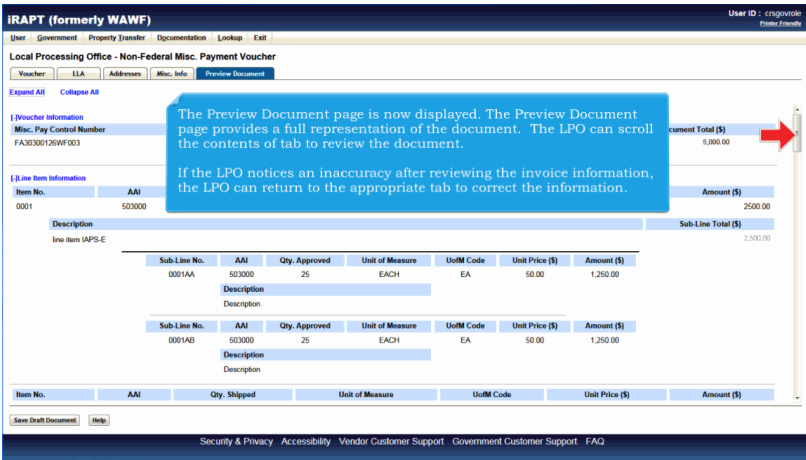 iRAPT (formerly WAWF)
User ID : crsgovrole
Printer Friendly
User Government Property Transfer Documentation Lookup Exit
Local Processing Office - Non-Federal Misc. Payment Voucher
Voucher LLA Addresses Misc. Info Preview Document
Expand All Collapse All
[-]Voucher Information
Misc. Pay Control Number cument Total ($)
FA30300126WF003 5,000.00
The Preview Document page is now displayed. The Preview Document
page provides a full representation of the document. The LPO can scroll
the contents of tab to review the document.
If the LPO notices an inaccuracy after reviewing the invoice information,
the LPO can return to the appropriate tab to correct the information.
[-]Line Item Information
Item No. AAI Amount ($)
0001 503000 2500.00
Description Sub-Line Total ($)
line item IAPS-E 2,500.00
Sub-Line No. AAI Qty. Approved Unit of Measure UofM Code Unit Price ($) Amount ($)
0001AA 503000 25 EACH EA 50.00 1,250.00
Description
Description
Sub-Line No. AAI Qty. Approved Unit of Measure UofM Code Unit Price ($) Amount ($)
0001AB 503000 25 EACH EA 50.00 1,250.00
Description
Description
Item No. AAI Qty. Shipped Unit of Measure UofM Code Unit Price ($) Amount ($)
Save Draft Document Help
Security & Privacy Accessibility Vendor Customer Support Government Customer Support FAQ